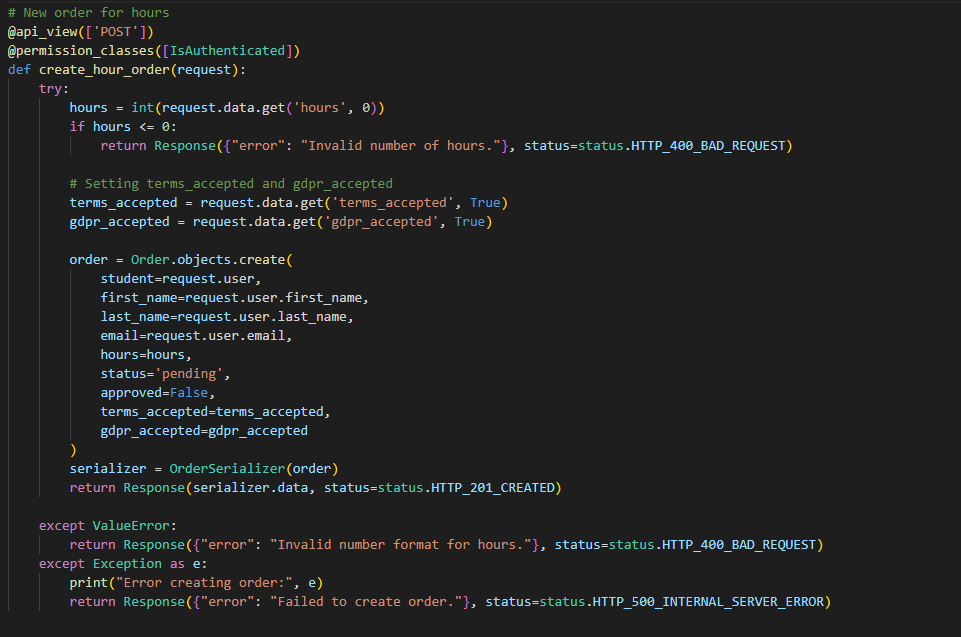 # New order for hours
@api_view(['POST'])
@permission_classes([IsAuthenticated])
def create_hour_order(request):
    try:
        hours = int(request.data.get('hours', 0))
        if hours <= 0:
            return Response({"error": "Invalid number of hours."}, status=status.HTTP_400_BAD_REQUEST)

        # Setting terms_accepted and gdpr_accepted
        terms_accepted = request.data.get('terms_accepted', True)
        gdpr_accepted = request.data.get('gdpr_accepted', True)

        order = Order.objects.create(
            student=request.user,
            first_name=request.user.first_name,
            last_name=request.user.last_name,
            email=request.user.email,
            hours=hours,
            status='pending',
            approved=False,
            terms_accepted=terms_accepted,
            gdpr_accepted=gdpr_accepted
        )
        serializer = OrderSerializer(order)
        return Response(serializer.data, status=status.HTTP_201_CREATED)

    except ValueError:
        return Response({"error": "Invalid number format for hours."}, status=status.HTTP_400_BAD_REQUEST)
    except Exception as e:
        print("Error creating order:", e)
        return Response({"error": "Failed to create order."}, status=status.HTTP_500_INTERNAL_SERVER_ERROR)